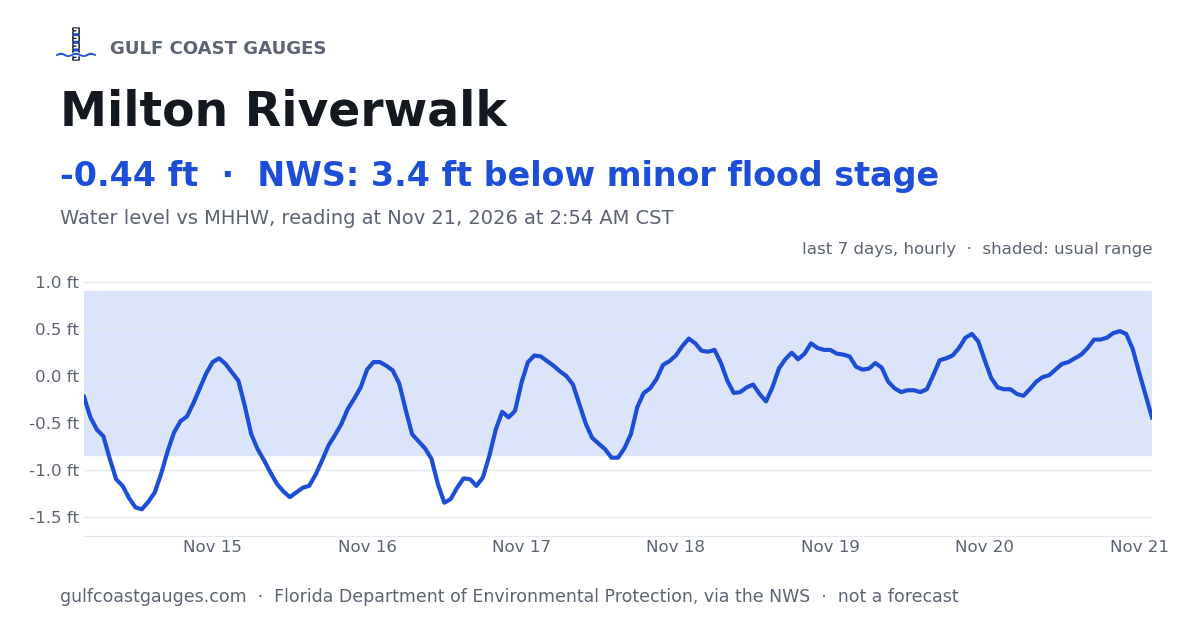 GULF COAST GAUGES
Milton Riverwalk
-0.44 ft · NWS: 3.4 ft below minor flood stage
Water level vs MHHW, reading at Nov 21, 2026 at 2:54 AM CST
last 7 days, hourly · shaded: usual range
1.0 ft
0.5 ft
0.0 ft
-0.5 ft
-1.0 ft
-1.5 ft
Nov 15 Nov 16 Nov 17 Nov 18 Nov 19 Nov 20 Nov 21
gulfcoastgauges.com · Florida Department of Environmental Protection, via the NWS · not a forecast